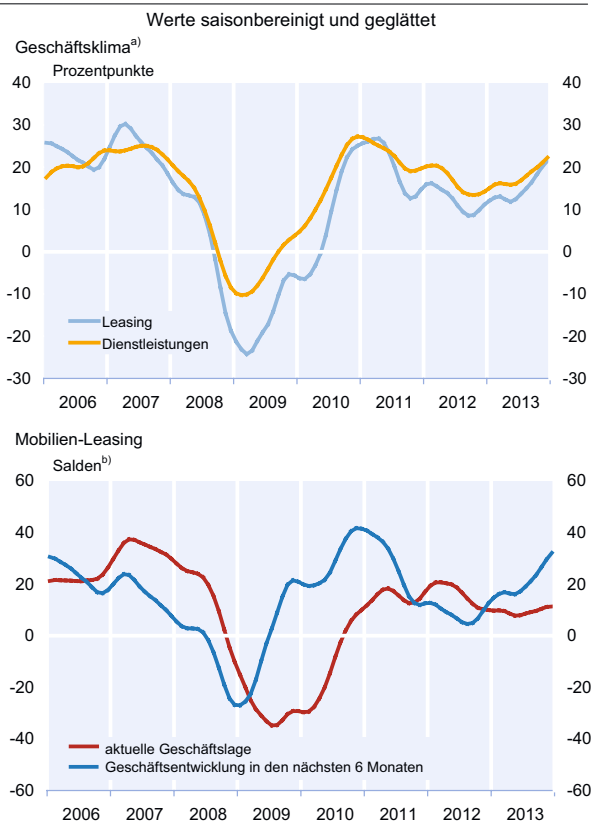 Werte saisonbereinigt und geglättet
Geschäftsklima a)
Prozentpunkte
40 40
30 30
20 20
10 10
0 0
-10 -10
-20 -20
-30 -30
Leasing
Dienstleistungen
2006 2007 2008 2009 2010 2011 2012 2013
Mobilien-Leasing
Salden b)
60 60
40 40
20 20
0 0
-20 -20
-40 -40
-60 -60
aktuelle Geschäftslage
Geschäftsentwicklung in den nächsten 6 Monaten
2006 2007 2008 2009 2010 2011 2012 2013